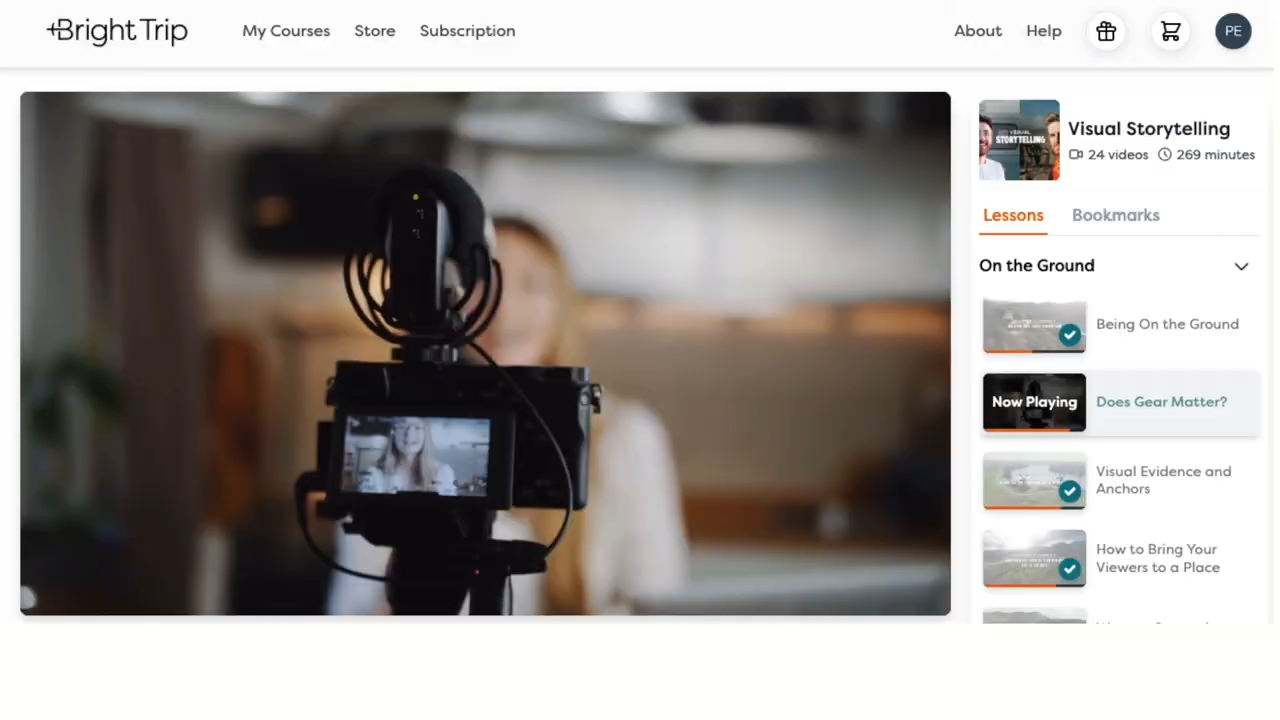 Bright Trip
My Courses
Store
Subscription
About
Help
PE
VISUAL
STORYTELLING
Visual Storytelling
24 videos
269 minutes
Lessons
Bookmarks
On the Ground
Being On the Ground
Now Playing
Does Gear Matter?
Visual Evidence and
Anchors
How to Bring Your
Viewers to a Place